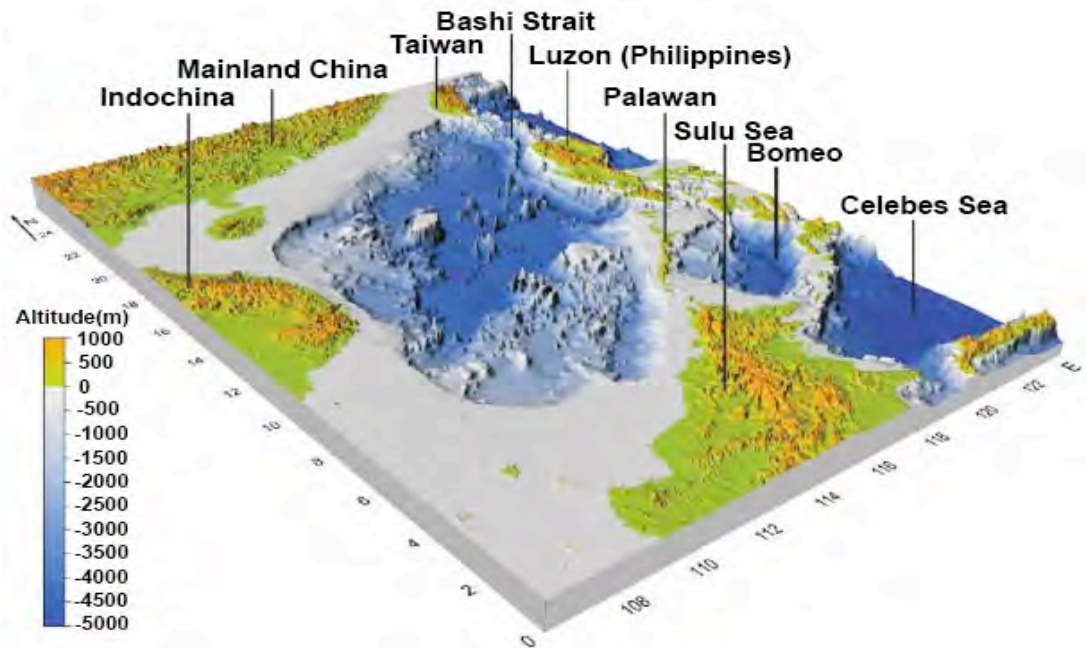 Bashi Strait
Taiwan
Luzon (Philippines)
Mainland China
Indochina
Palawan
Sulu Sea
Bomeo
Celebes Sea
N
24
22
20
18
16
14
12
10
8
6
4
2
0
108
110
112
114
116
118
120
122
E
Altitude(m)
1000
500
0
-500
-1000
-1500
-2000
-2500
-3000
-3500
-4000
-4500
-5000